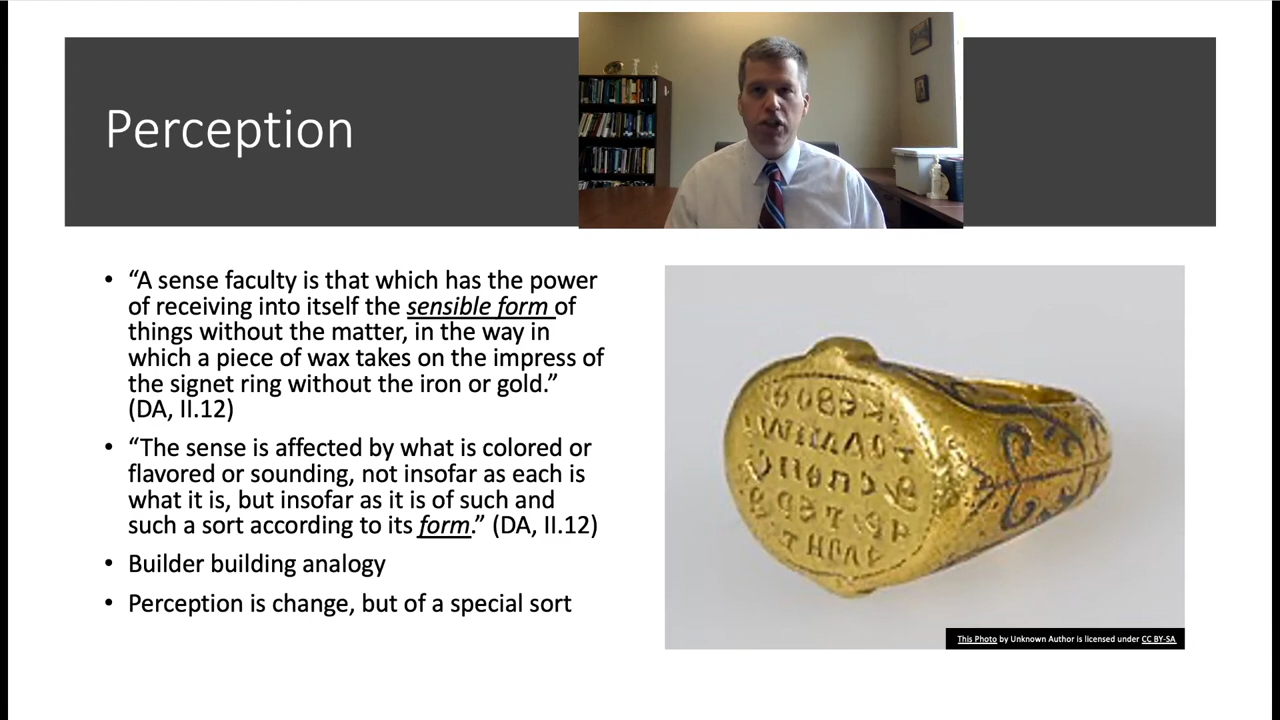 Perception
• “A sense faculty is that which has the power
of receiving into itself the sensible form of
things without the matter, in the way in
which a piece of wax takes on the impress of
the signet ring without the iron or gold.”
(DA, II.12)
• “The sense is affected by what is colored or
flavored or sounding, not insofar as each is
what it is, but insofar as it is of such and
such a sort according to its form.” (DA, II.12)
• Builder building analogy
• Perception is change, but of a special sort
This Photo by Unknown Author is licensed under CC BY-SA